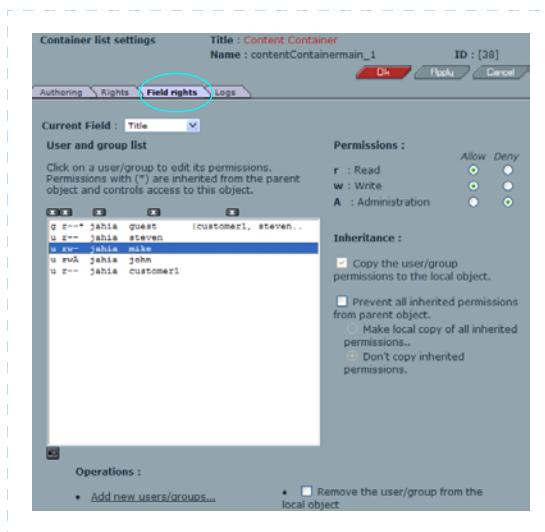 Container list settings
Title : Content Container
Name : contentContainermain_1 ID : [38]
Ok Apply Cancel
Authoring Rights Field rights Logs
Current Field : Title
User and group list
Click on a user/group to edit its permissions.
Permissions with (*) are inherited from the parent
object and controls access to this object.
g r--* jahia guest (customer1, steven..
u r-- jahia steven
u rw- jahia mike
u rwA jahia john
u r-- jahia customer1
Permissions :
Allow Deny
r : Read
w : Write
A : Administration
Inheritance :
Copy the user/group
permissions to the local object.
Prevent all inherited permissions
from parent object.
Make local copy of all inherited
permissions..
Don't copy inherited
permissions.
Operations :
• Add new users/groups...
• Remove the user/group from the
local object